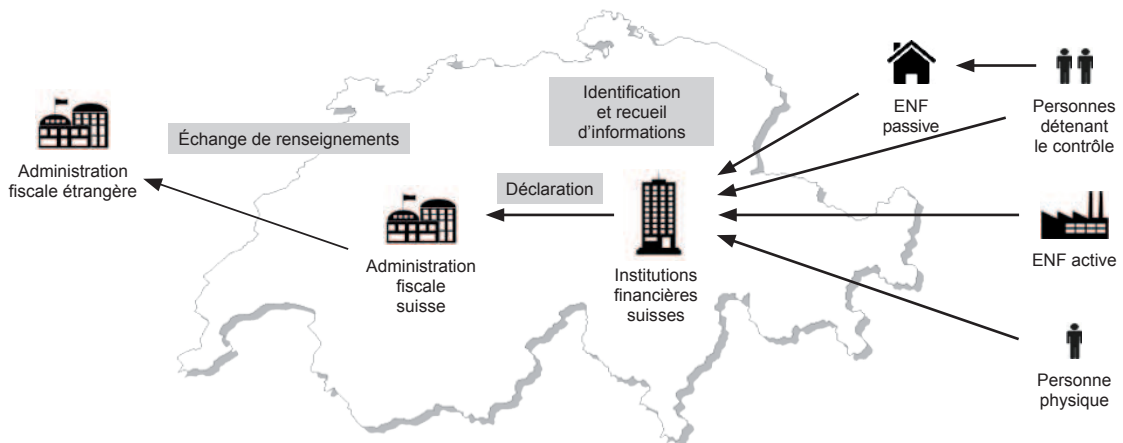 Administration
fiscale étrangère
Échange de renseignements
Administration
fiscale
suisse
Déclaration
Identification
et recueil
d'informations
Institutions
financières
suisses
ENF
passive
Personnes
détenant
le contrôle
ENF active
Personne
physique